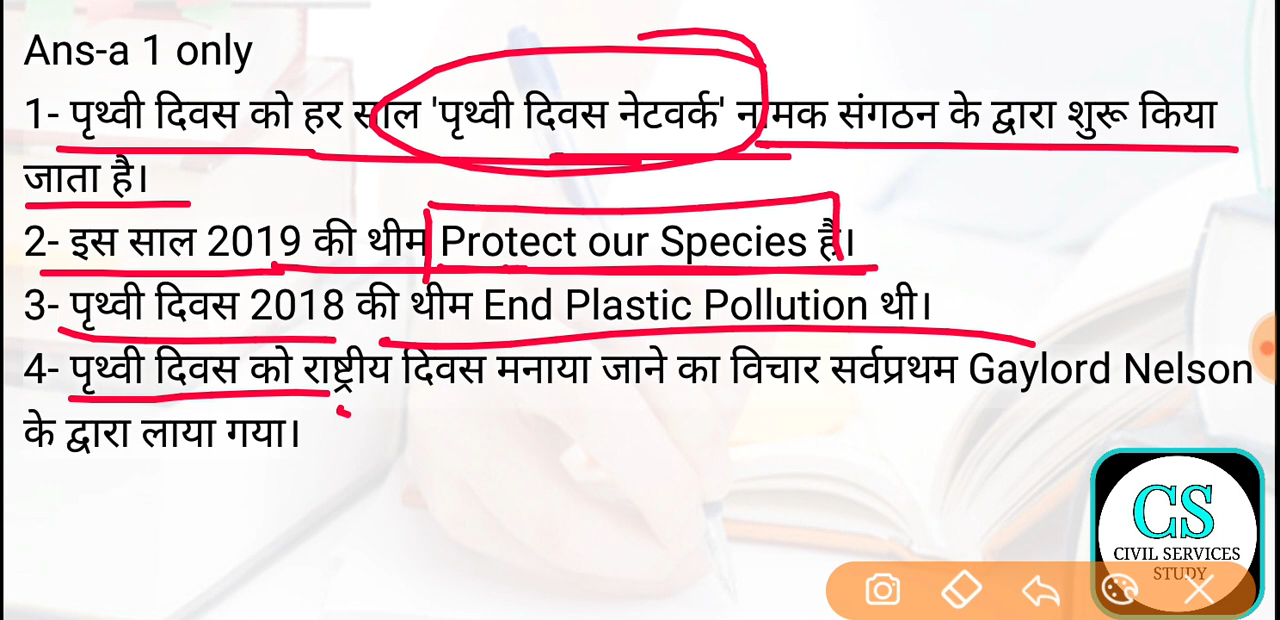 Ans-a 1 only
1- पृथ्वी दिवस को हर साल 'पृथ्वी दिवस नेटवर्क' नामक संगठन के द्वारा शुरू किया
जाता है।
2- इस साल 2019 की थीम Protect our Species है।
3- पृथ्वी दिवस 2018 की थीम End Plastic Pollution थी।
4- पृथ्वी दिवस को राष्ट्रीय दिवस मनाया जाने का विचार सर्वप्रथम Gaylord Nelson
के द्वारा लाया गया।
CS
CIVIL SERVICES
STUDY